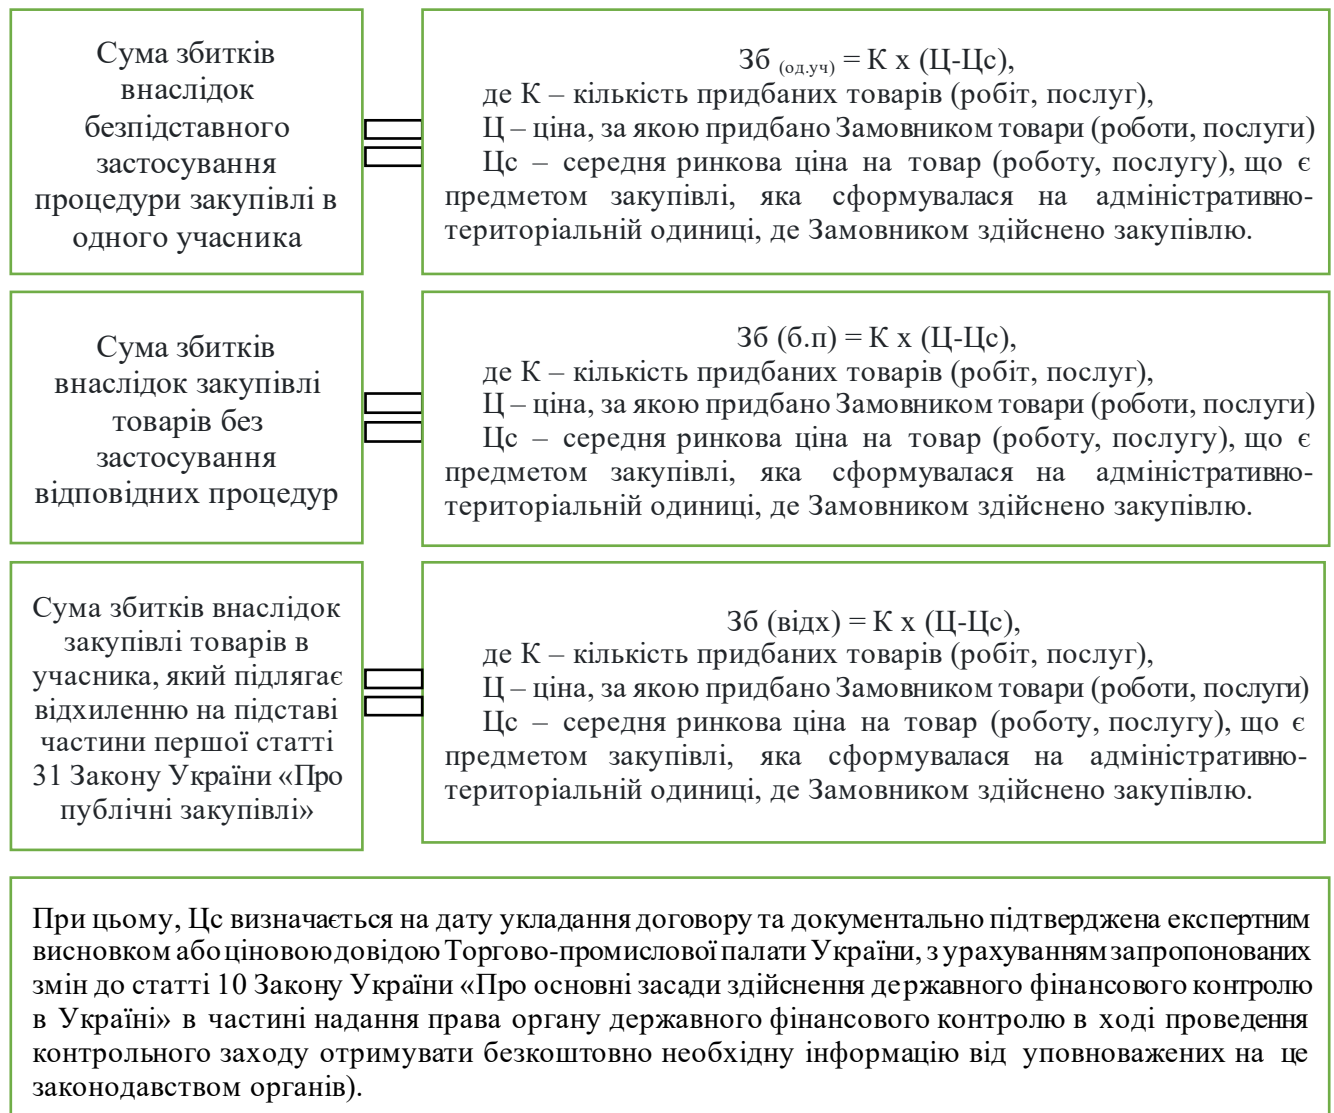 Сума збитків
внаслідок
безпідставного
застосування
процедури закупівлі в
одного учасника
Зб (од.уч) = К х (Ц-Цс),
де К – кількість придбаних товарів (робіт, послуг),
Ц – ціна, за якою придбано Замовником товари (роботи, послуги)
Цс – середня ринкова ціна на товар (роботу, послугу), що є
предметом закупівлі, яка сформувалася на адміністративно-
територіальній одиниці, де Замовником здійснено закупівлю.
Сума збитків
внаслідок закупівлі
товарів без
застосування
відповідних процедур
Зб (б.п) = К х (Ц-Цс),
де К – кількість придбаних товарів (робіт, послуг),
Ц – ціна, за якою придбано Замовником товари (роботи, послуги)
Цс – середня ринкова ціна на товар (роботу, послугу), що є
предметом закупівлі, яка сформувалася на адміністративно-
територіальній одиниці, де Замовником здійснено закупівлю.
Сума збитків внаслідок
закупівлі товарів в
учасника, який підлягає
відхиленню на підставі
частини першої статті
31 Закону України «Про
публічні закупівлі»
Зб (відх) = К х (Ц-Цс),
де К – кількість придбаних товарів (робіт, послуг),
Ц – ціна, за якою придбано Замовником товари (роботи, послуги)
Цс – середня ринкова ціна на товар (роботу, послугу), що є
предметом закупівлі, яка сформувалася на адміністративно-
територіальній одиниці, де Замовником здійснено закупівлю.
При цьому, Цс визначається на дату укладання договору та документально підтверджена експертним
висновком або ціновою довідою Торгово-промислової палати України, з урахуванням запропонованих
змін до статті 10 Закону України «Про основні засади здійснення державного фінансового контролю
в Україні» в частині надання права органу державного фінансового контролю в ході проведення
контрольного заходу отримувати безкоштовно необхідну інформацію від уповноважених на це
законодавством органів).